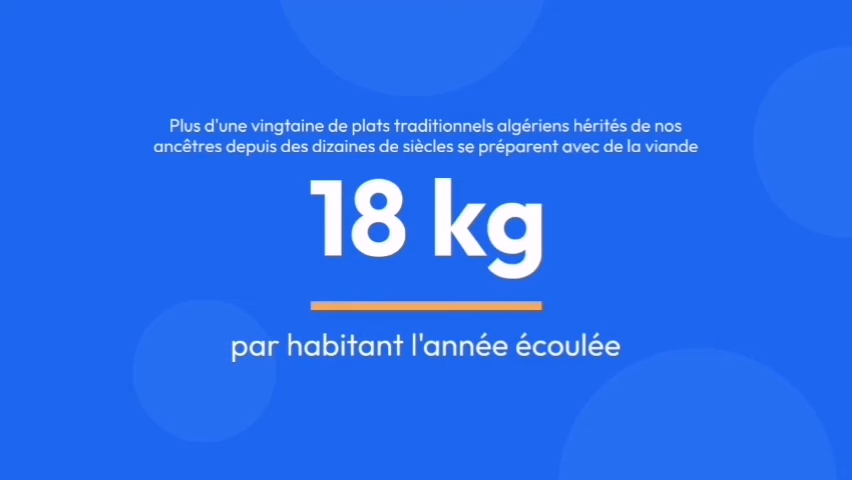 Plus d'une vingtaine de plats traditionnels algériens hérités de nos
ancêtres depuis des dizaines de siècles se préparent avec de la viande
18 kg
par habitant l'année écoulée